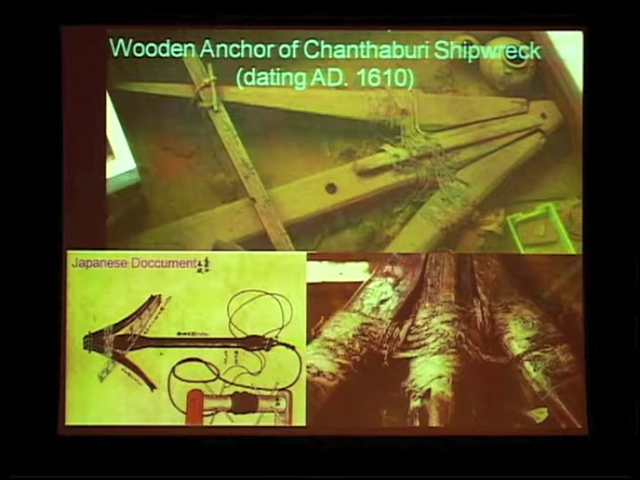 Wooden Anchor of Chanthaburi Shipwreck
(dating AD. 1610)
Japanese Doccument